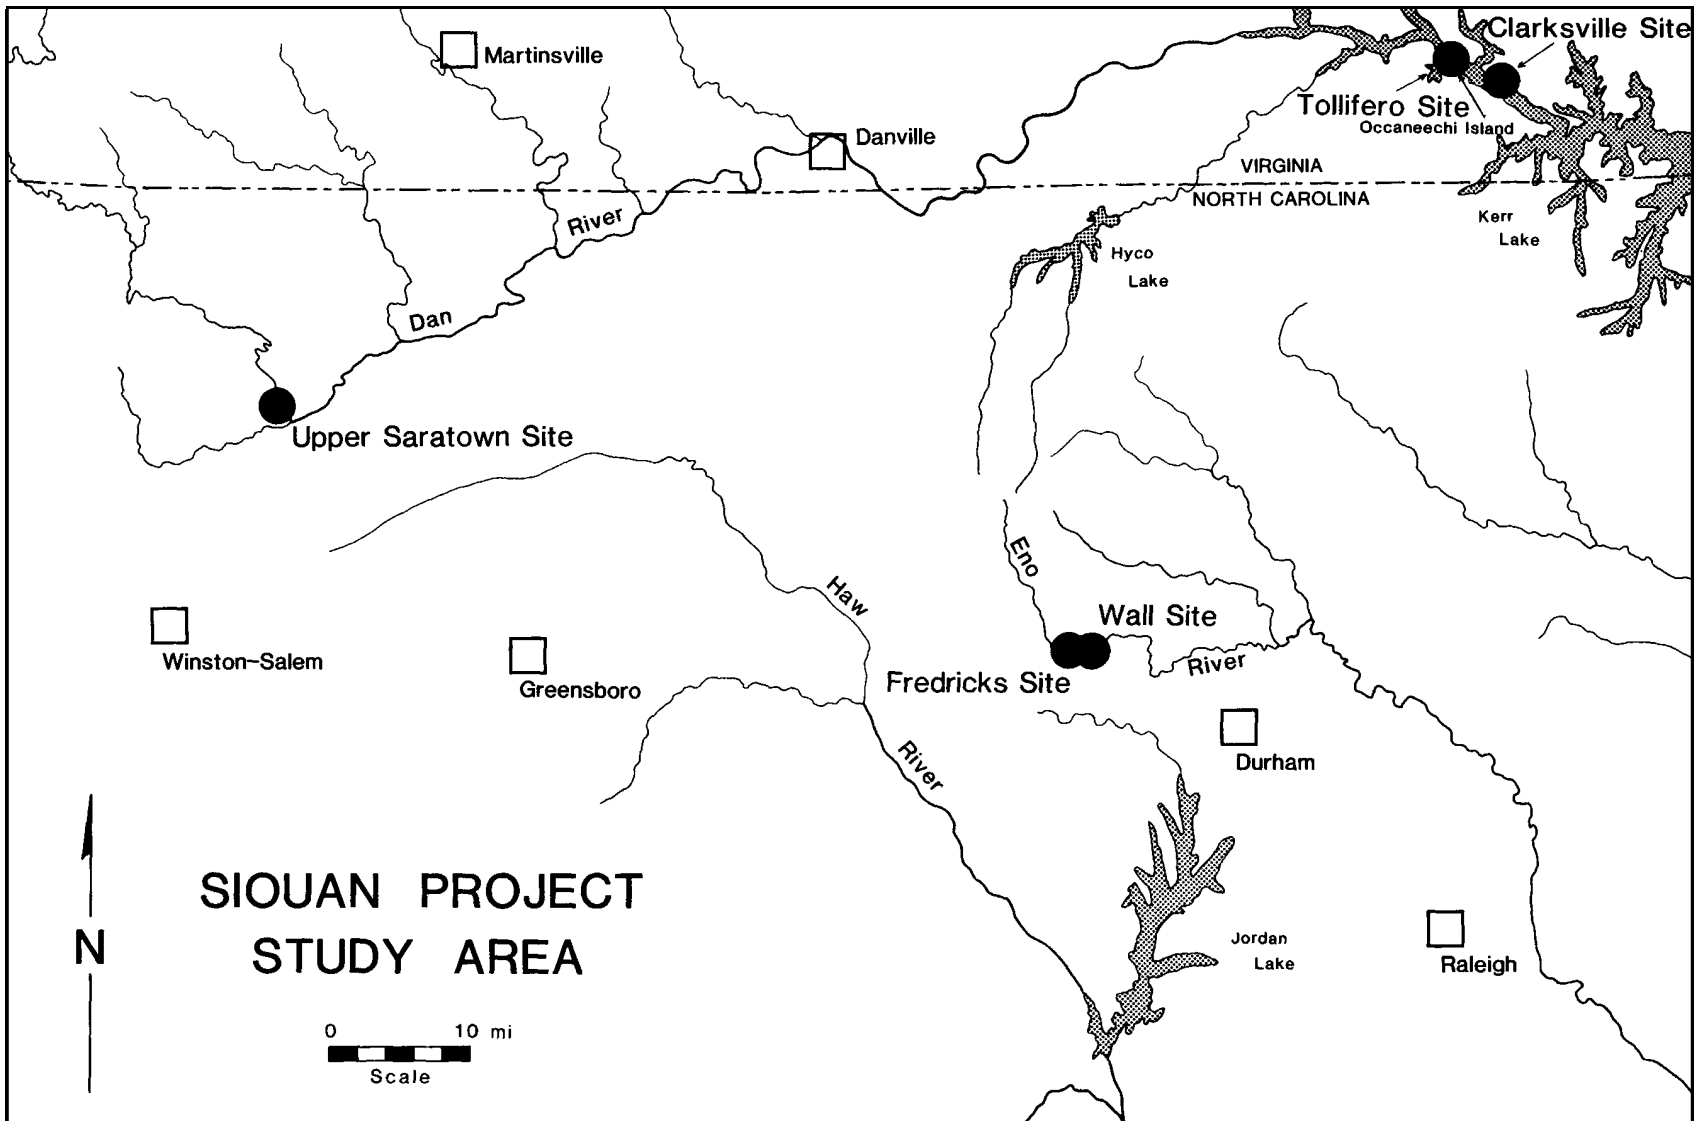 Clarksville Site
Martinsville
Tollifero Site
Occaneechi Island
Danville
VIRGINIA
NORTH CAROLINA
River
Kerr
Lake
Hyco
Lake
Dan
Upper Saratown Site
Eno
Haw
Wall Site
Winston-Salem
River
Fredricks Site
Greensboro
River
Durham
SIOUAN PROJECT
STUDY AREA
N
Jordan
Lake
Raleigh
0 10 mi
Scale